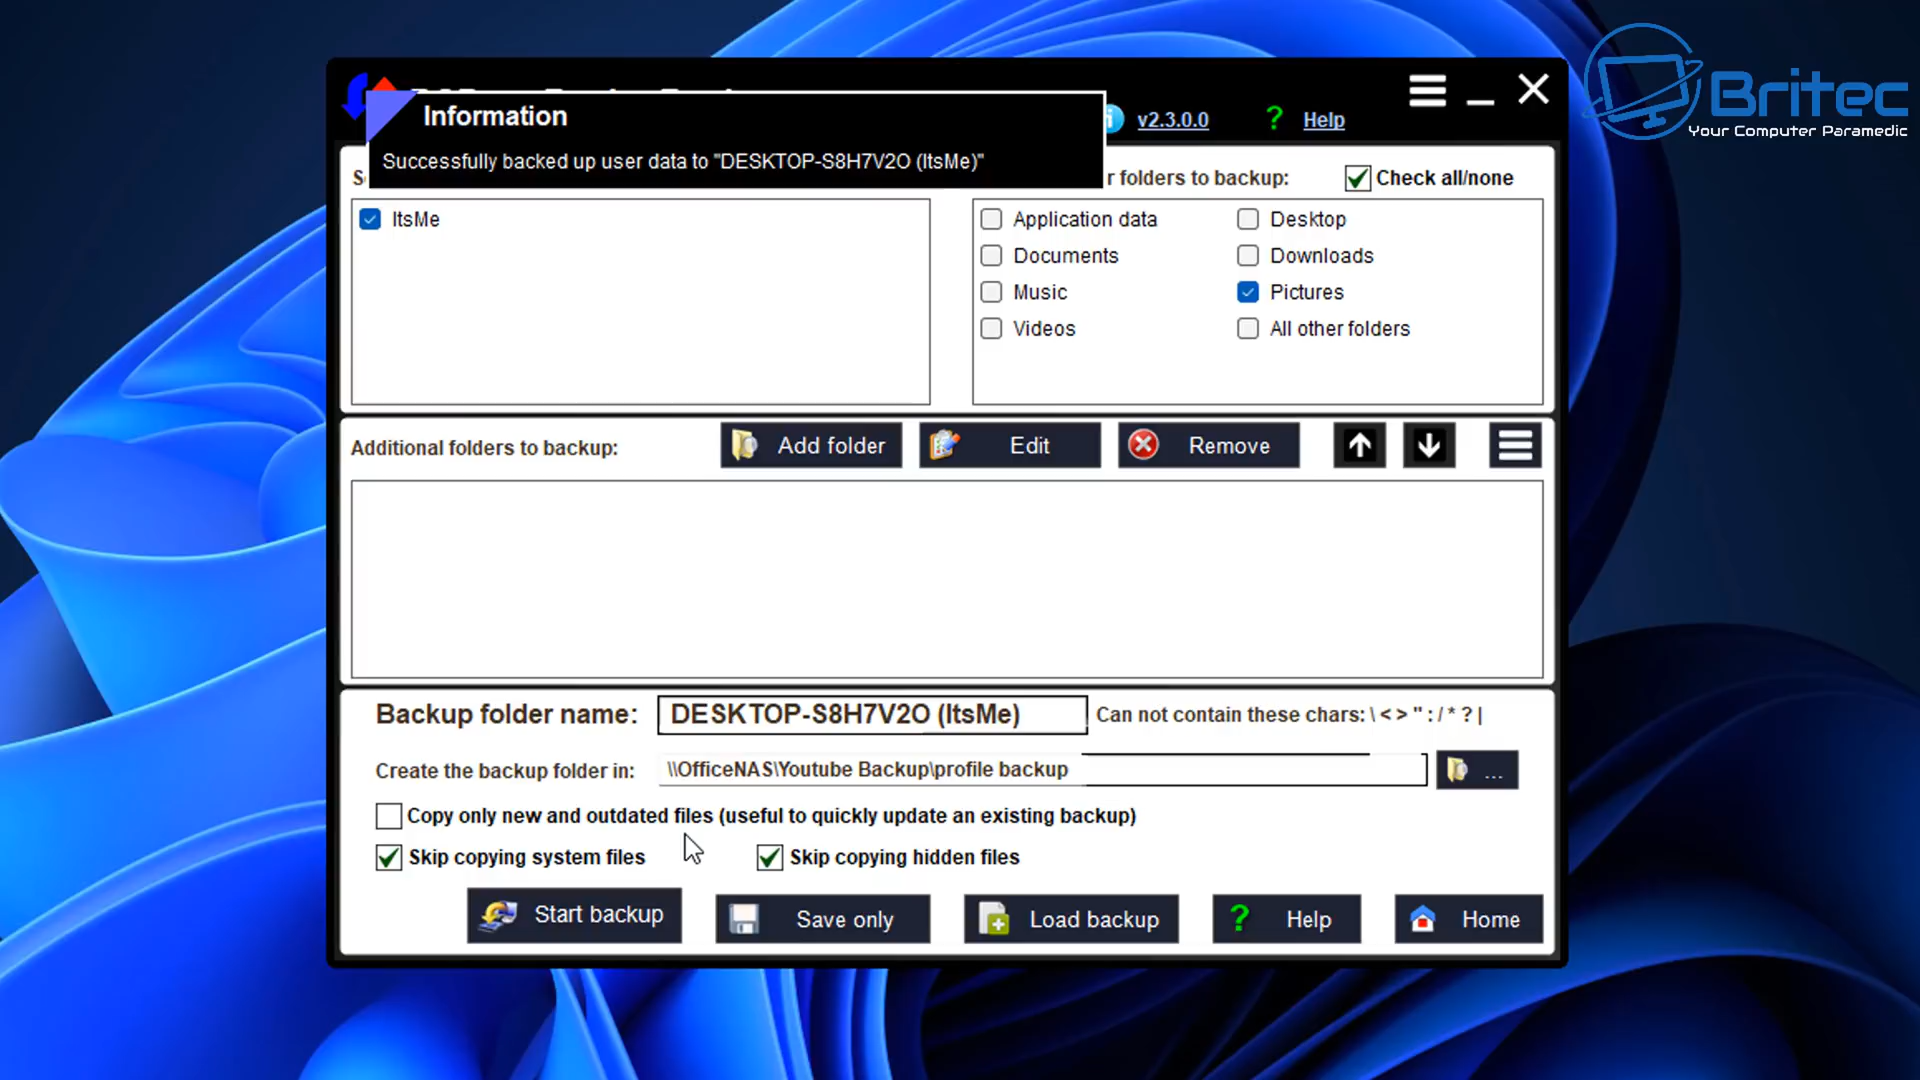 Britec
Your Computer Paramedic
Information
Successfully backed up user data to "DESKTOP-S8H7V2O (ItsMe)"
v2.3.0.0
? Help
r folders to backup:
Check all/none
ItsMe
Application data
Desktop
Documents
Downloads
Music
Pictures
Videos
All other folders
Additional folders to backup:
Add folder
Edit
Remove
Backup folder name:
DESKTOP-S8H7V2O (ItsMe)
Can not contain these chars: \ < > " : / * ? |
Create the backup folder in:
\\OfficeNAS\Youtube Backup\profile backup
...
Copy only new and outdated files (useful to quickly update an existing backup)
Skip copying system files
Skip copying hidden files
Start backup
Save only
Load backup
? Help
Home